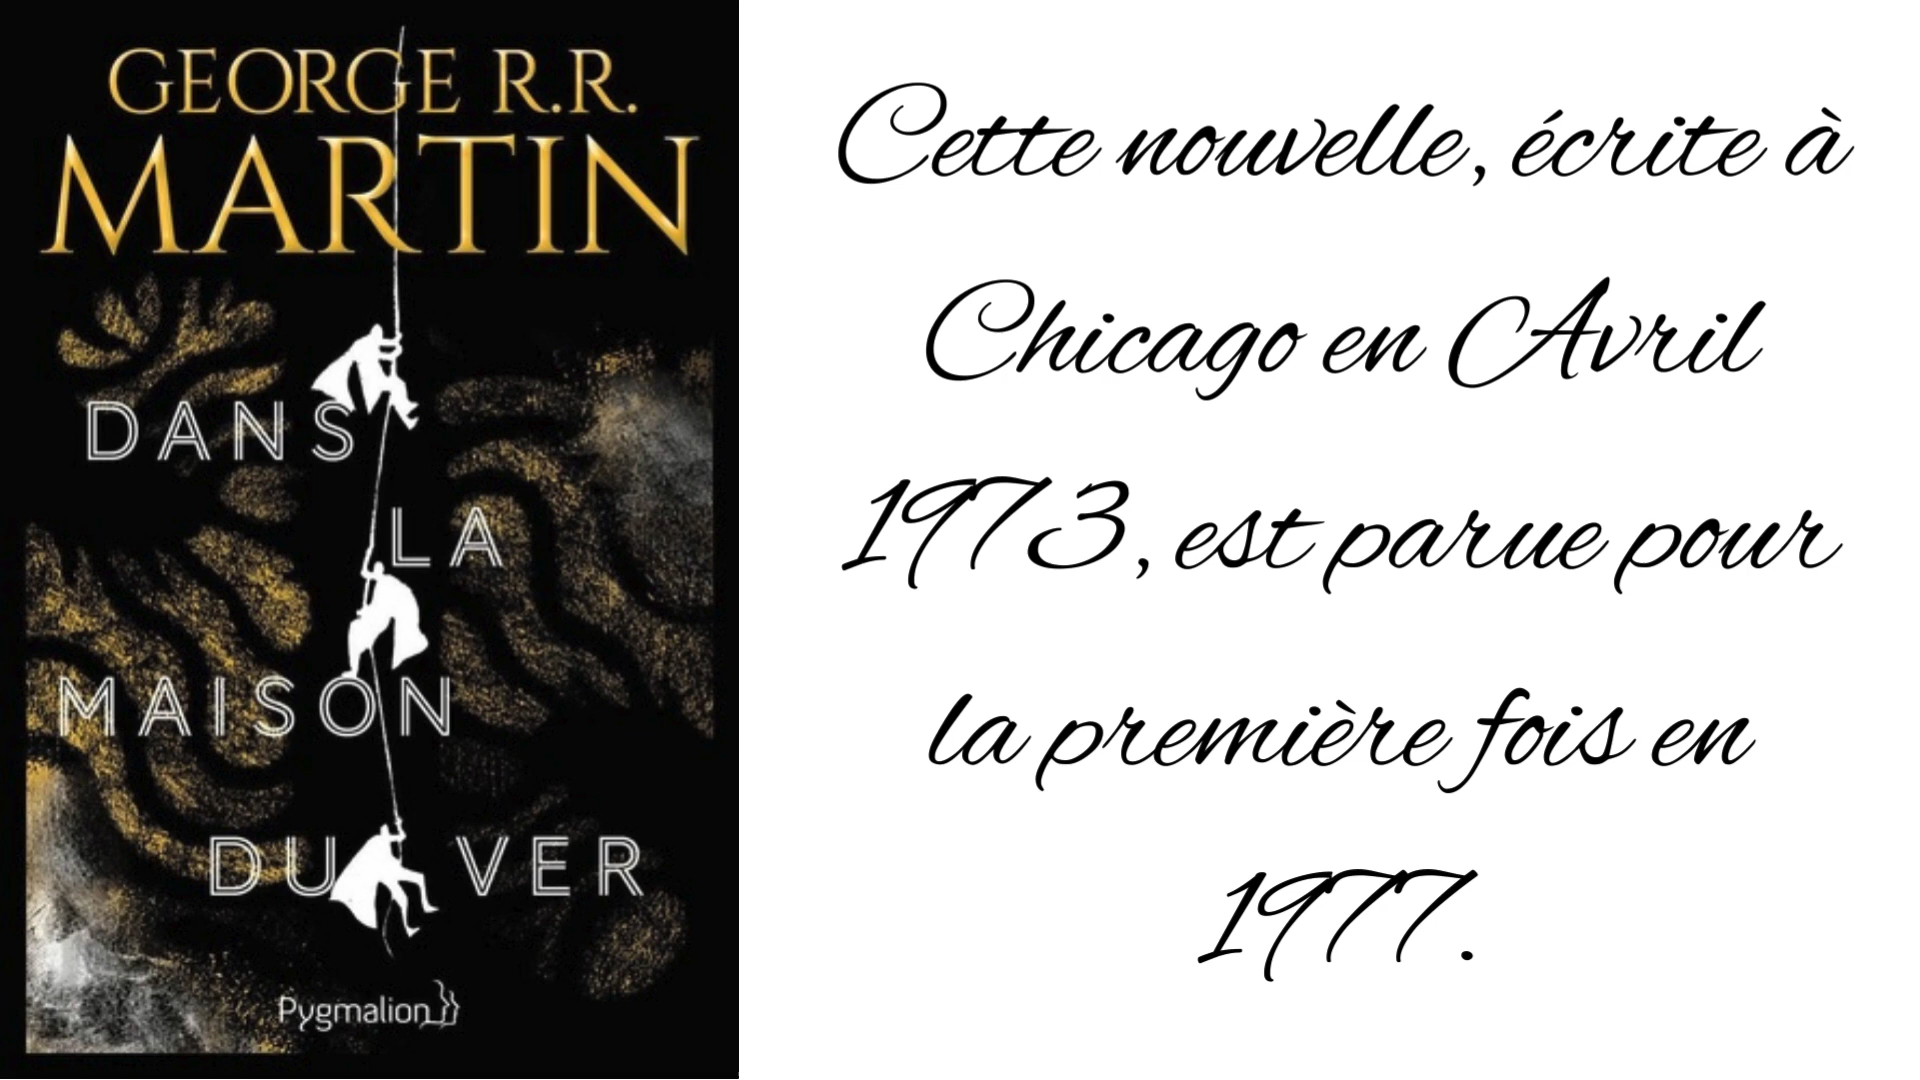 GEORGE R.R.
MARTIN
DANS
LA
MAISON
DU VER
Pygmalion
Cette nouvelle, écrite à
Chicago en Avril
1973, est parue pour
la première fois en
1977.